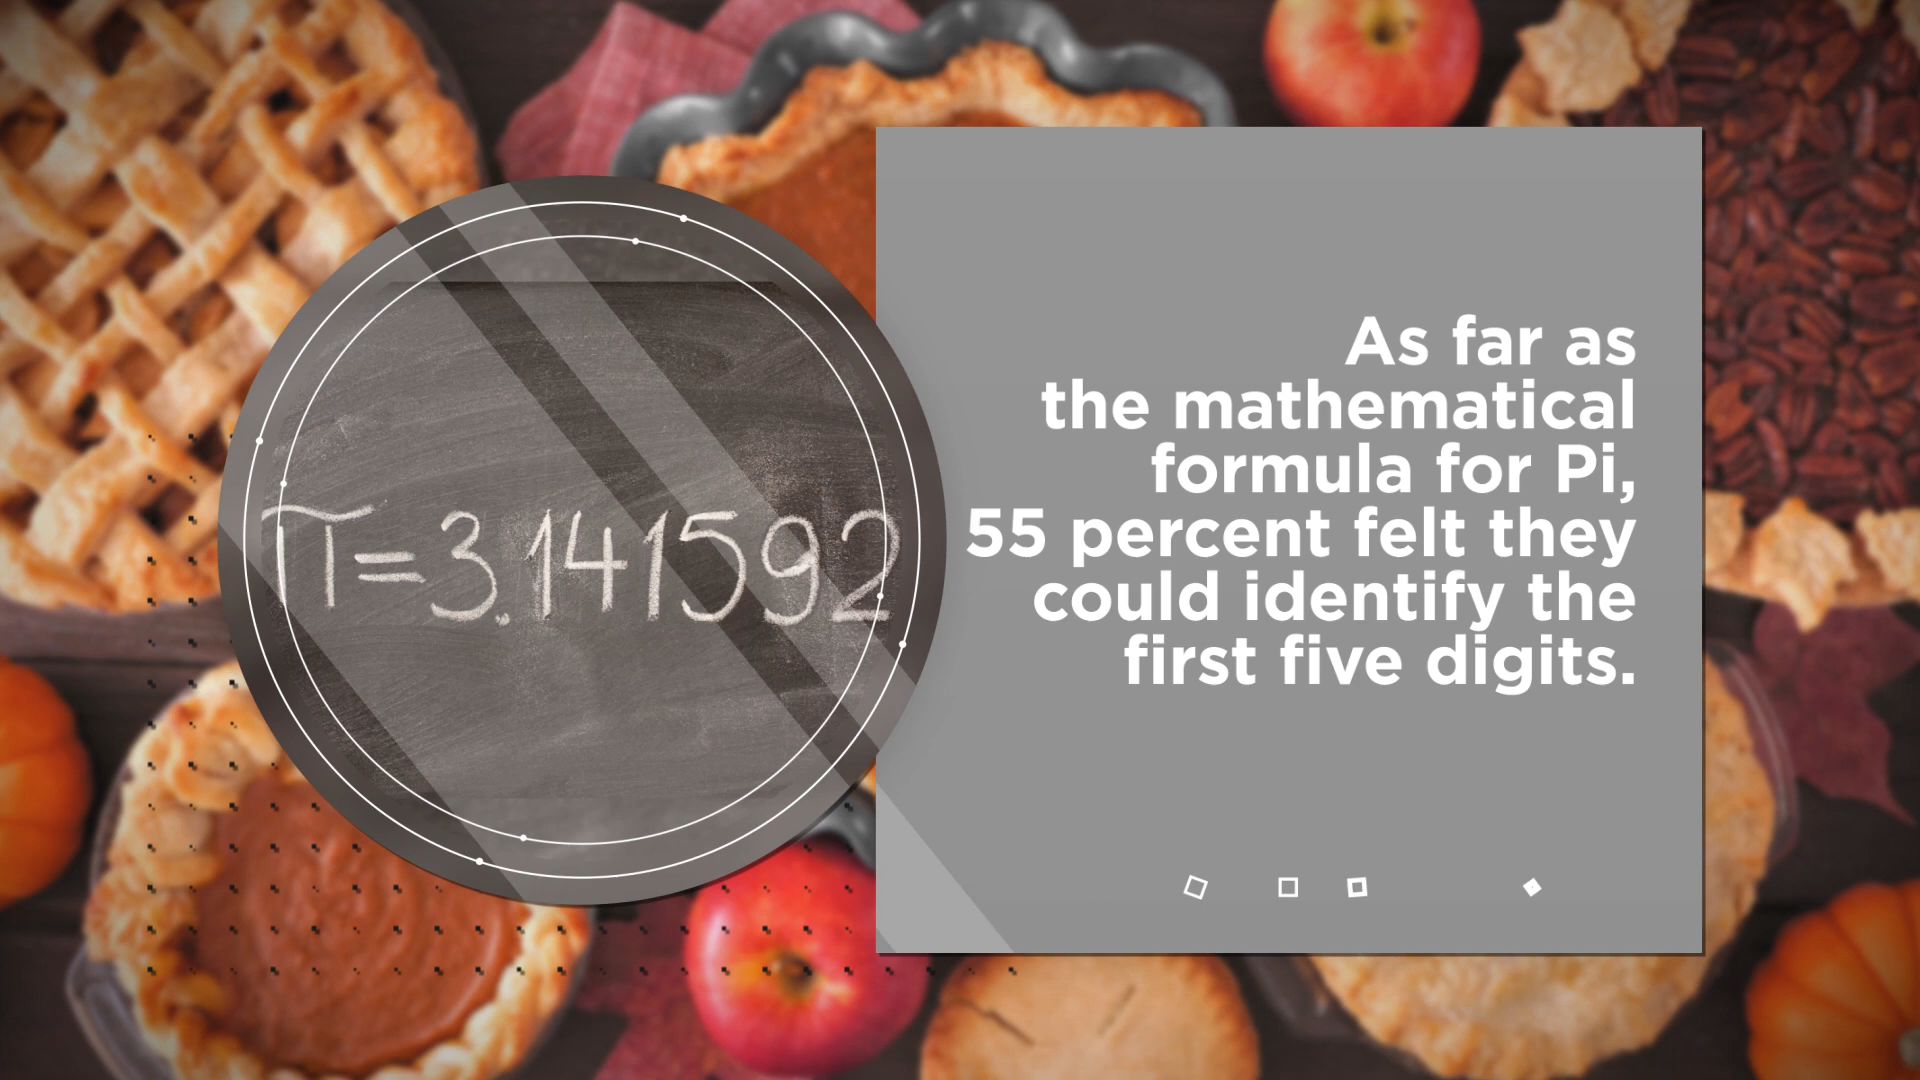 π=3.141592
As far as
the mathematical
formula for Pi,
55 percent felt they
could identify the
first five digits.